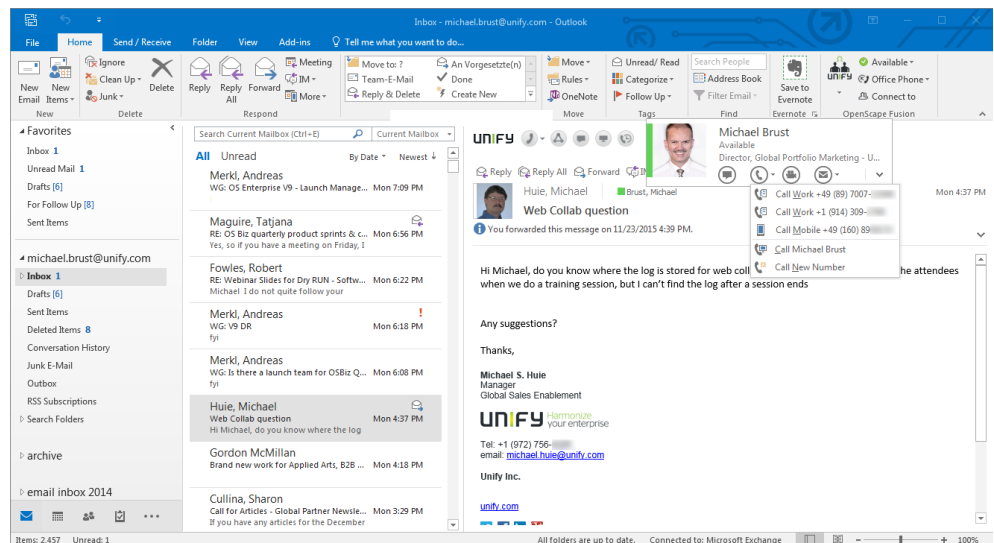 Inbox - michael.brust@unify.com - Outlook
File Home Send / Receive Folder View Add-ins Tell me what you want to do...
New Email
New Items
New
Ignore
Clean Up
Junk
Delete
Delete
Reply
Reply All
Forward
Meeting
IM
More
Respond
Move to: ?
Team-E-Mail
Reply & Delete
An Vorgesetzte(n)
Done
Create New
Move
Rules
OneNote
Move
Unread/ Read
Categorize
Follow Up
Tags
Search People
Address Book
Filter Email
Find
Save to Evernote
Evernote
UNIFY
Available
Office Phone
Connect to
OpenScape Fusion
Favorites
Inbox 1
Unread Mail 1
Drafts [6]
For Follow Up [8]
Sent Items
michael.brust@unify.com
Inbox 1
Drafts [6]
Sent Items
Deleted Items 8
Conversation History
Junk E-Mail
Outbox
RSS Subscriptions
Search Folders
archive
email inbox 2014
Search Current Mailbox (Ctrl+E) Current Mailbox
All Unread By Date Newest
Merkl, Andreas
WG: OS Enterprise V9 - Launch Manage... Mon 7:09 PM
Maguire, Tatjana
RE: OS Biz quarterly product sprints & c... Mon 6:56 PM
Yes, so if you have a meeting on Friday, I
Fowles, Robert
RE: Webinar Slides for Dry RUN - Softw... Mon 6:22 PM
Michael I do not quite follow your
Merkl, Andreas
WG: V9 DR Mon 6:18 PM
fyi
Merkl, Andreas
WG: Is there a launch team for OSBiz Q... Mon 6:08 PM
fyi
Huie, Michael
Web Collab question Mon 4:37 PM
Hi Michael, do you know where the log
Gordon McMillan
Brand new work for Applied Arts, B2B ... Mon 4:18 PM
Cullina, Sharon
Call for Articles - Global Partner Newsle... Mon 3:29 PM
If you have any articles for the December
UNIFY
Reply Reply All Forward IM
Huie, Michael Brust, Michael Mon 4:37 PM
Web Collab question
You forwarded this message on 11/23/2015 4:39 PM.
Michael Brust
Available
Director, Global Portfolio Marketing - U...
Call Work +49 (89) 7007-
Call Work +1 (914) 309-
Call Mobile +49 (160) 89
Call Michael Brust
Call New Number
Hi Michael, do you know where the log is stored for web coll he attendees
when we do a training session, but I can't find the log after a session ends
Any suggestions?
Thanks,
Michael S. Huie
Manager
Global Sales Enablement
UNIFY Harmonize
your enterprise
Tel: +1 (972) 756-
email: michael.huie@unify.com
Unify Inc.
unify.com
Items: 2,457 Unread: 1 All folders are up to date. Connected to: Microsoft Exchange 100%